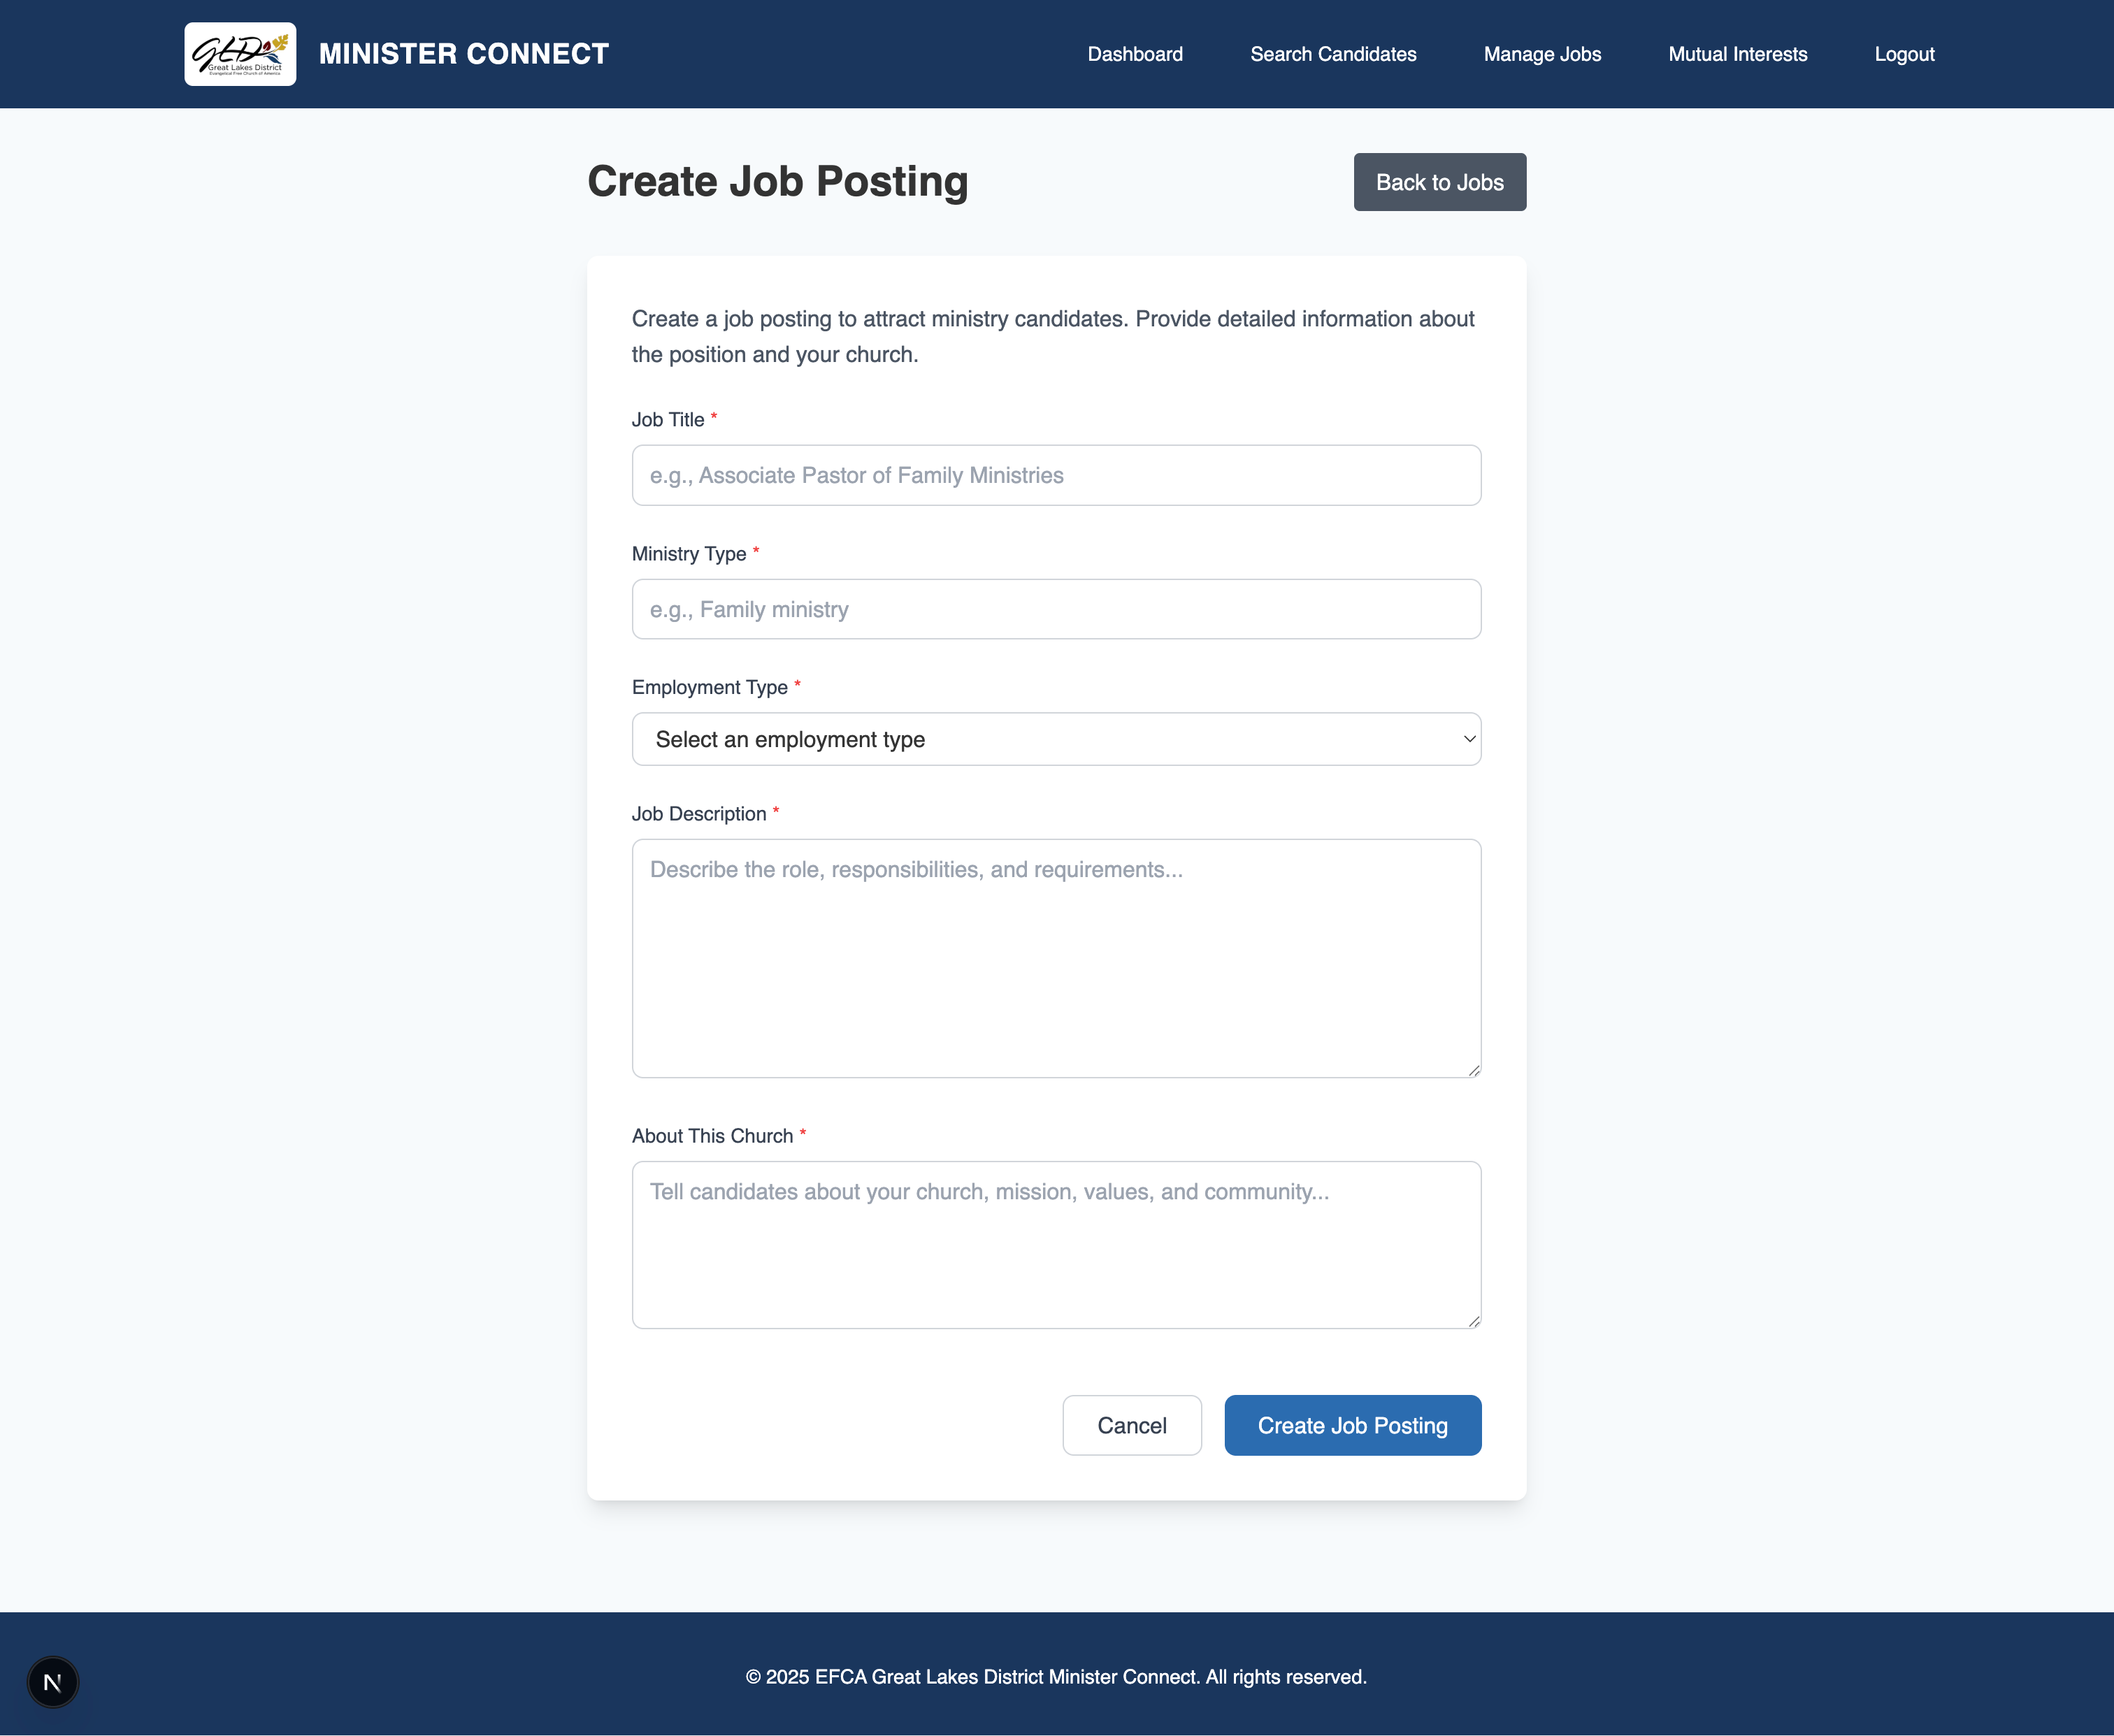 GLD
Great Lakes District
Evangelical Free Church of America
MINISTER CONNECT
Dashboard
Search Candidates
Manage Jobs
Mutual Interests
Logout
Create Job Posting
Back to Jobs
Create a job posting to attract ministry candidates. Provide detailed information about
the position and your church.
Job Title *
e.g., Associate Pastor of Family Ministries
Ministry Type *
e.g., Family ministry
Employment Type *
Select an employment type
Job Description *
Describe the role, responsibilities, and requirements...
About This Church *
Tell candidates about your church, mission, values, and community...
Cancel
Create Job Posting
N
© 2025 EFCA Great Lakes District Minister Connect. All rights reserved.